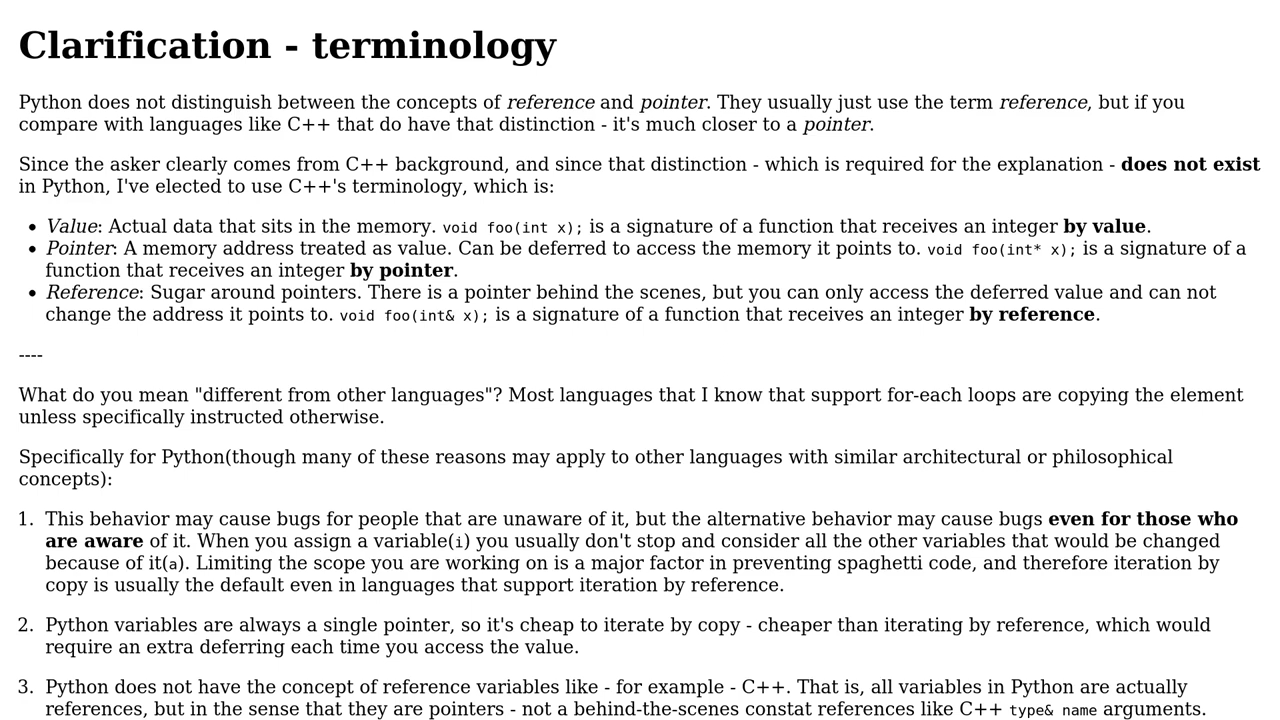 Clarification - terminology
Python does not distinguish between the concepts of reference and pointer. They usually just use the term reference, but if you
compare with languages like C++ that do have that distinction - it's much closer to a pointer.
Since the asker clearly comes from C++ background, and since that distinction - which is required for the explanation - does not exist
in Python, I've elected to use C++'s terminology, which is:
• Value: Actual data that sits in the memory. void foo(int x); is a signature of a function that receives an integer by value.
• Pointer: A memory address treated as value. Can be deferred to access the memory it points to. void foo(int* x); is a signature of a
function that receives an integer by pointer.
• Reference: Sugar around pointers. There is a pointer behind the scenes, but you can only access the deferred value and can not
change the address it points to. void foo(int& x); is a signature of a function that receives an integer by reference.
----
What do you mean "different from other languages"? Most languages that I know that support for-each loops are copying the element
unless specifically instructed otherwise.
Specifically for Python(though many of these reasons may apply to other languages with similar architectural or philosophical
concepts):
1. This behavior may cause bugs for people that are unaware of it, but the alternative behavior may cause bugs even for those who
are aware of it. When you assign a variable(i) you usually don't stop and consider all the other variables that would be changed
because of it(a). Limiting the scope you are working on is a major factor in preventing spaghetti code, and therefore iteration by
copy is usually the default even in languages that support iteration by reference.
2. Python variables are always a single pointer, so it's cheap to iterate by copy - cheaper than iterating by reference, which would
require an extra deferring each time you access the value.
3. Python does not have the concept of reference variables like - for example - C++. That is, all variables in Python are actually
references, but in the sense that they are pointers - not a behind-the-scenes constat references like C++ type& name arguments.